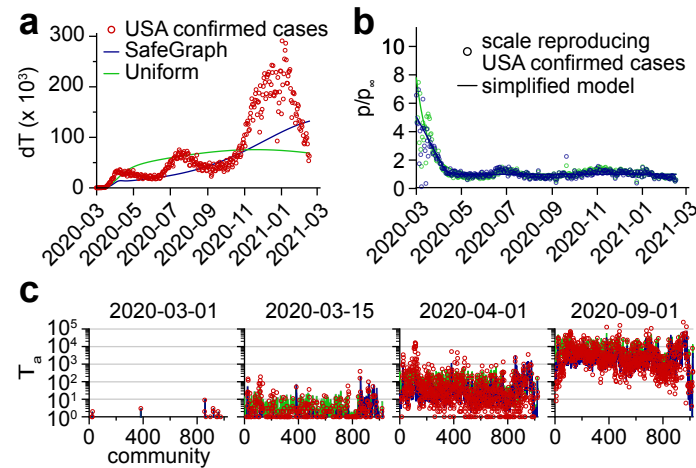 a
USA confirmed cases
SafeGraph
Uniform
dT (x 10³)
300
200
100
0
2020-03
2020-05
2020-07
2020-09
2020-11
2021-01
2021-03
b
scale reproducing
USA confirmed cases
simplified model
p/p∞
10
8
6
4
2
0
2020-03
2020-05
2020-07
2020-09
2020-11
2021-01
2021-03
c
2020-03-01 2020-03-15 2020-04-01 2020-09-01
Tₐ
10⁵
10⁴
10³
10²
10¹
10⁰
0 400 800 0 400 800 0 400 800 0 400 800
community